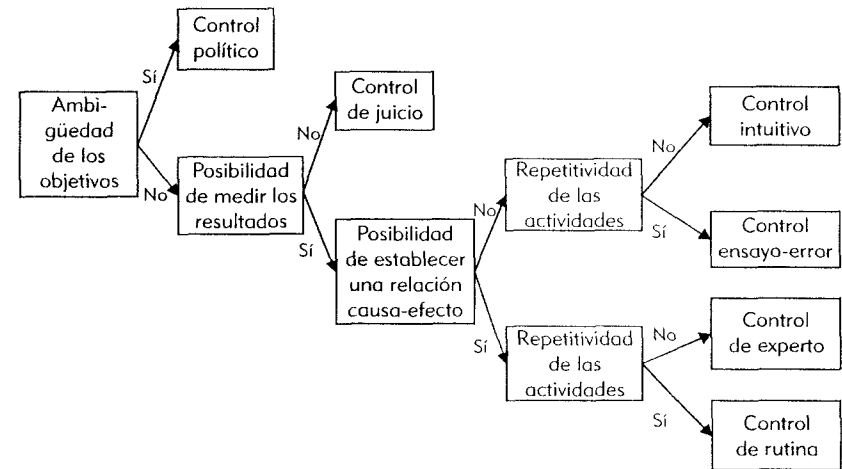 Control
político
Sí
Ambi-
güedad
de los
objetivos
No
Posibilidad
de medir los
resultados
No
Control
de juicio
Sí
Posibilidad
de establecer
una relación
causa-efecto
No
Repetitividad
de las
actividades
No
Control
intuitivo
Sí
Control
ensayo-error
Sí
Repetitividad
de las
actividades
No
Control
de experto
Sí
Control
de rutina